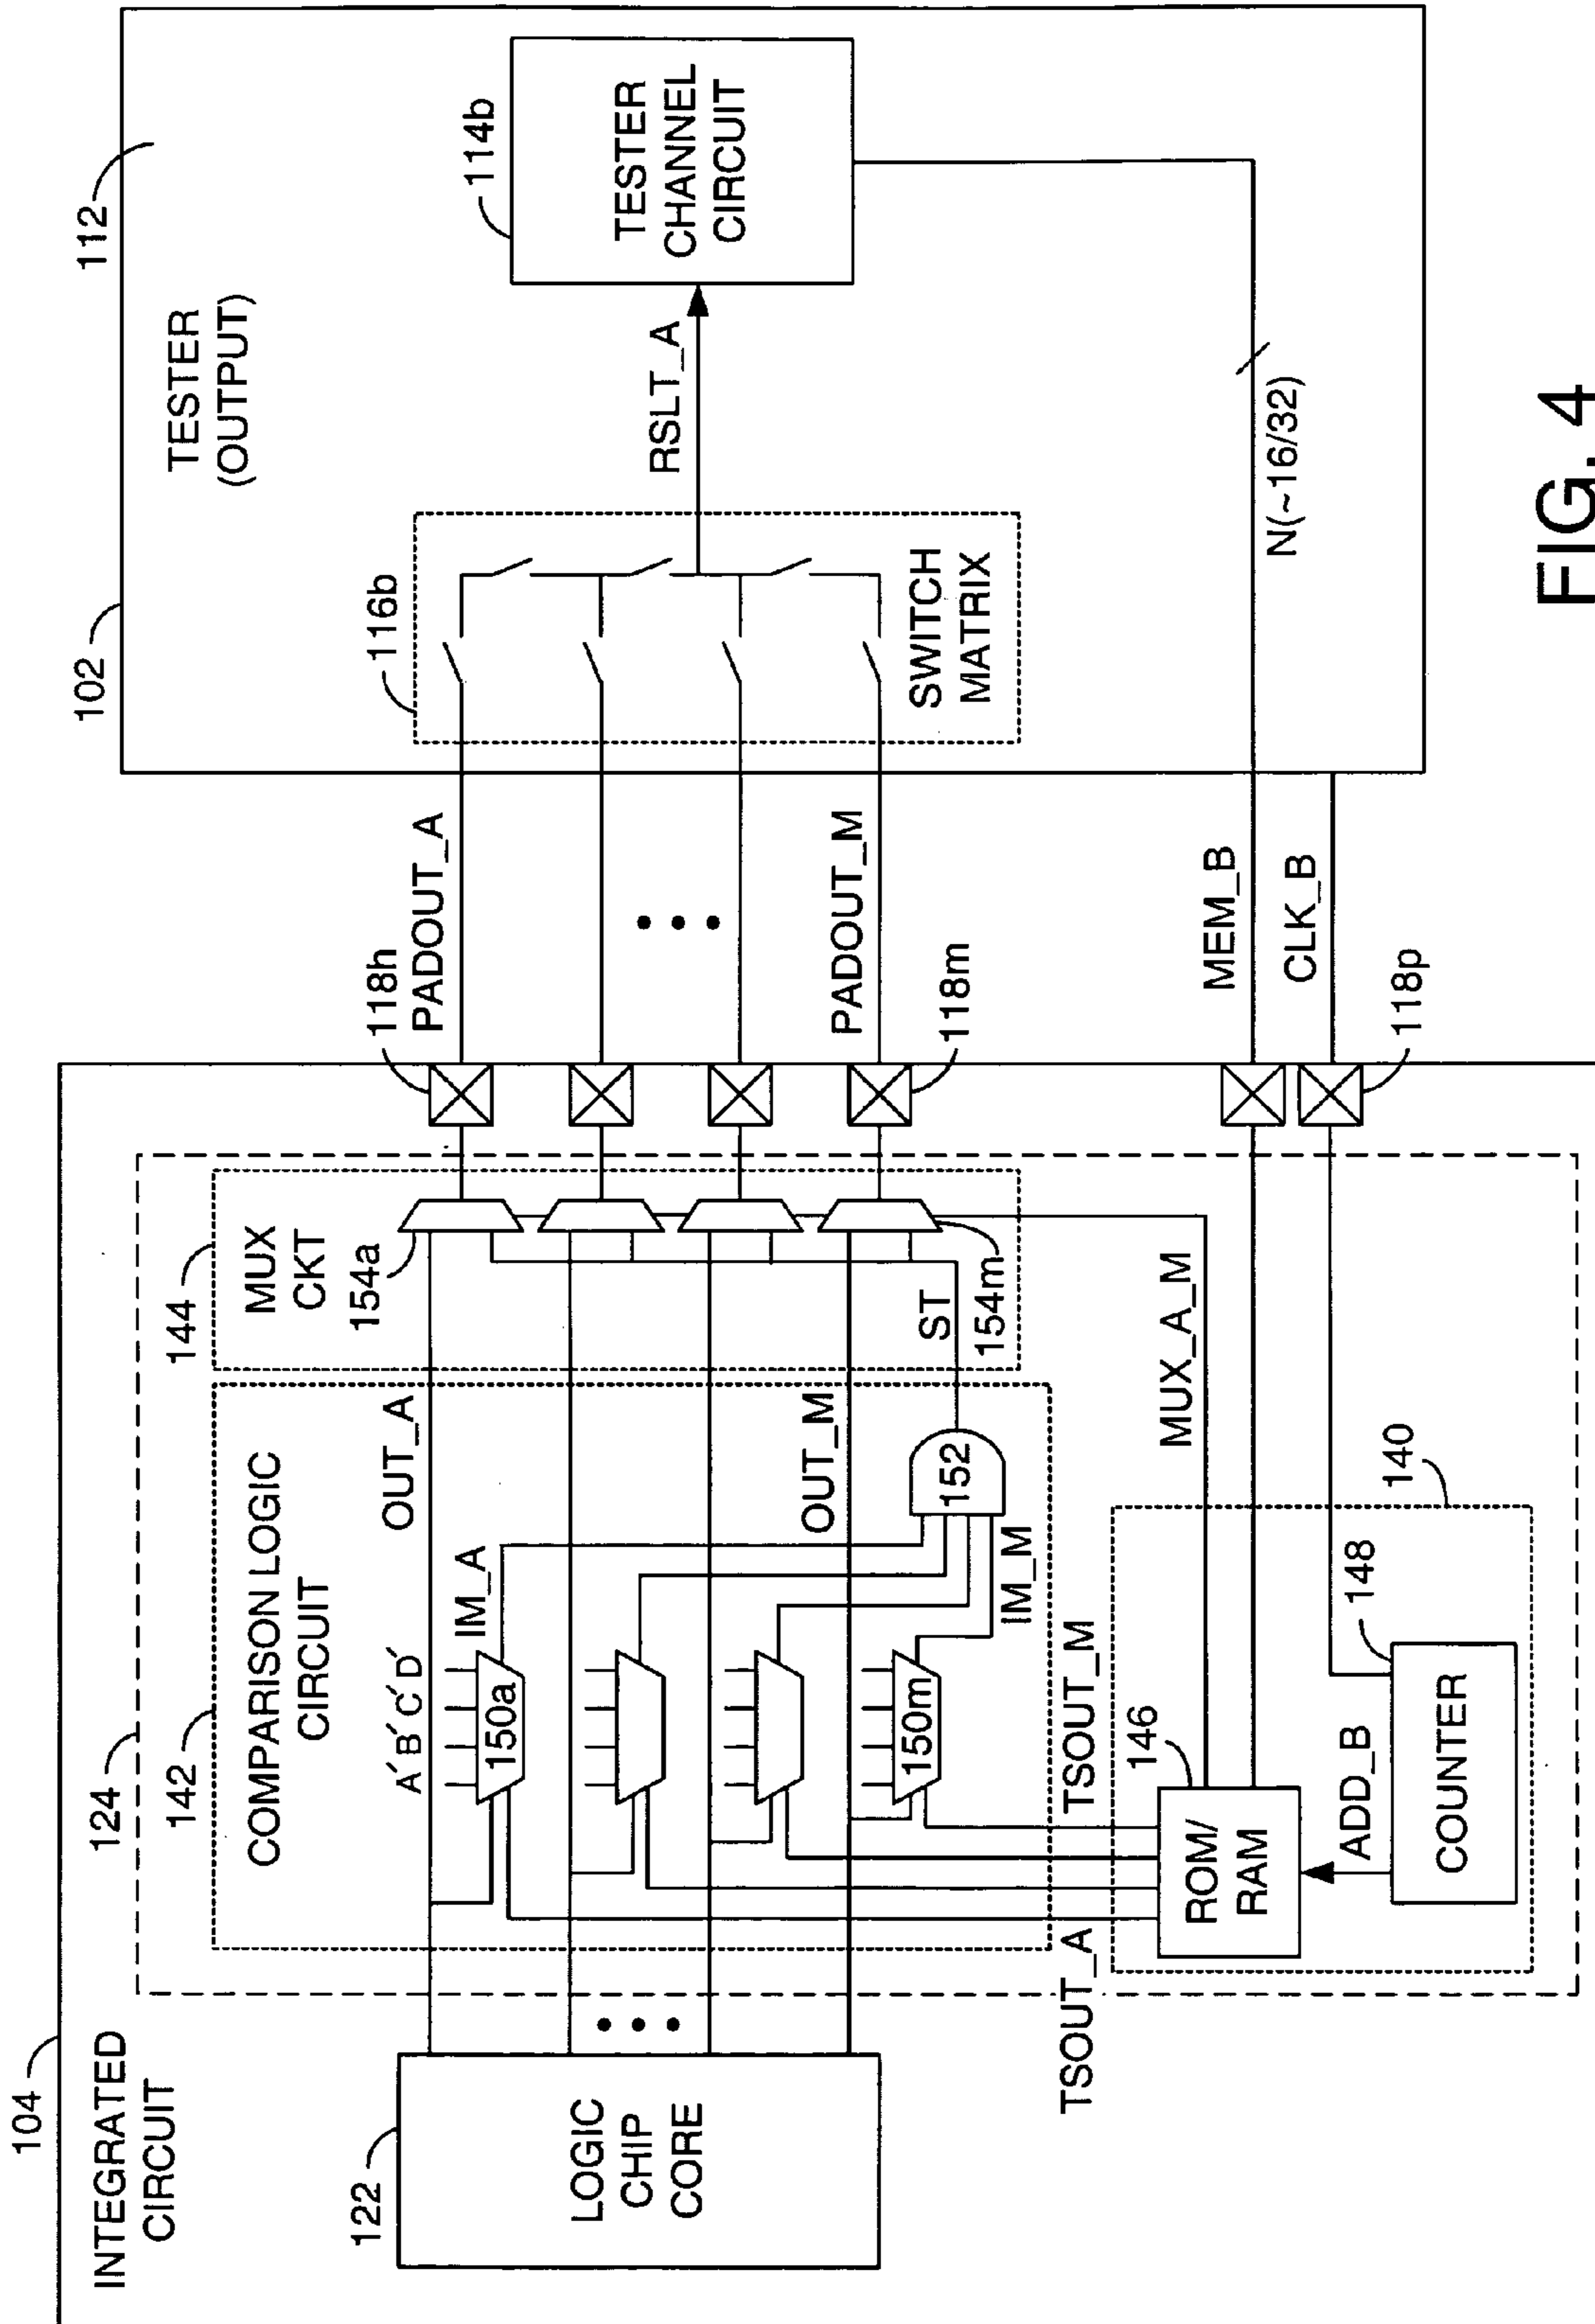 104
INTEGRATED
CIRCUIT
122
LOGIC
CHIP
CORE
124
142
COMPARISON LOGIC
CIRCUIT
A′ B′ C′ D′
OUT_A
IM_A
150a
150m
OUT_M
152
IM_M
TSOUT_A
TSOUT_M
144
MUX
CKT
154a
ST
154m
MUX_A_M
146
ROM/
RAM
ADD_B
148
COUNTER
140
118h
PADOUT_A
PADOUT_M
118m
MEM_B
CLK_B
118p
102
112
TESTER
(OUTPUT)
116b
SWITCH
MATRIX
RSLT_A
114b
TESTER
CHANNEL
CIRCUIT
N(~16/32)
FIG. 4